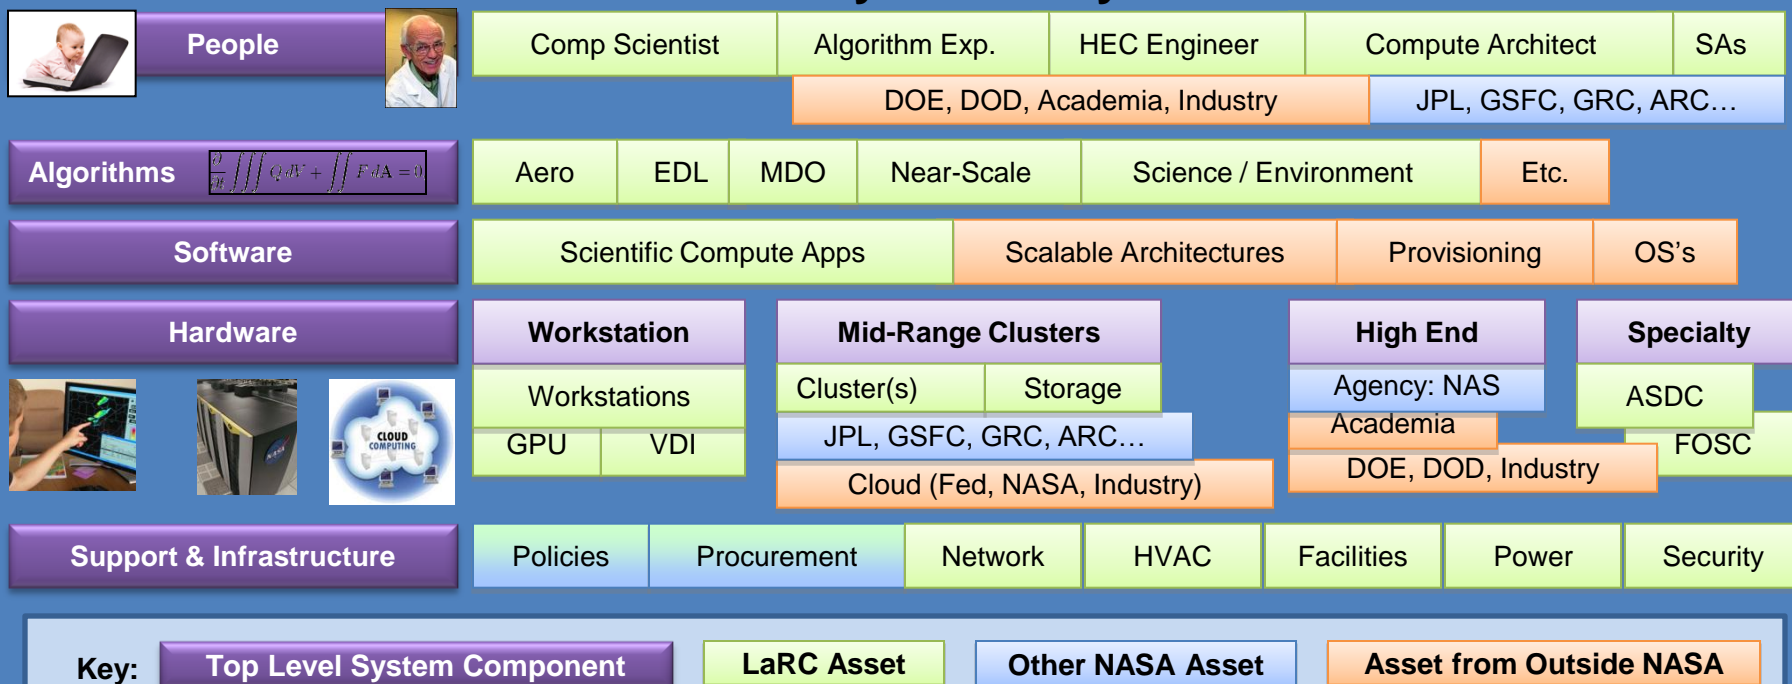 People
Comp Scientist
Algorithm Exp.
HEC Engineer
Compute Architect
SAs
DOE, DOD, Academia, Industry
JPL, GSFC, GRC, ARC…
Algorithms
∂/∂t ∭ Q dV + ∬ F dA = 0
Aero
EDL
MDO
Near-Scale
Science / Environment
Etc.
Software
Scientific Compute Apps
Scalable Architectures
Provisioning
OS's
Hardware
Workstation
Mid-Range Clusters
High End
Specialty
Workstations
Cluster(s)
Storage
Agency: NAS
ASDC
GPU
VDI
JPL, GSFC, GRC, ARC…
Academia
FOSC
Cloud (Fed, NASA, Industry)
DOE, DOD, Industry
CLOUD
COMPUTING
NASA
Support & Infrastructure
Policies
Procurement
Network
HVAC
Facilities
Power
Security
Key:
Top Level System Component
LaRC Asset
Other NASA Asset
Asset from Outside NASA